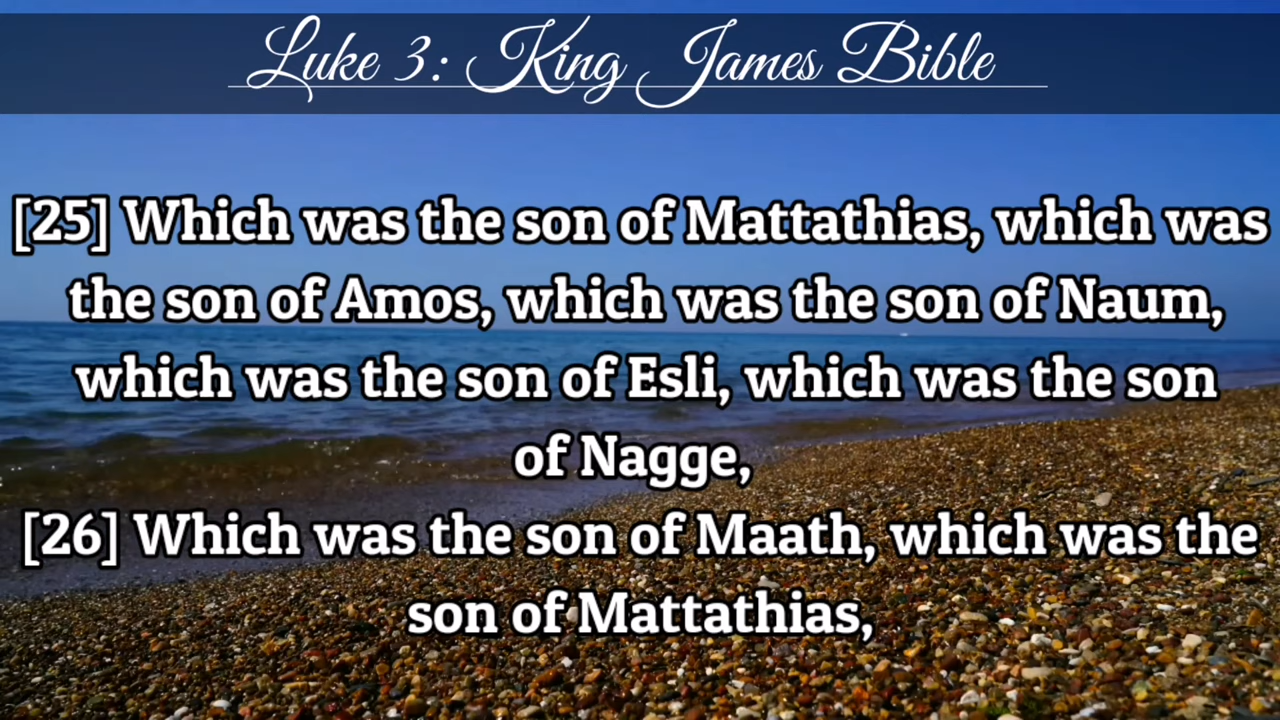 Luke 3: King James Bible
[25] Which was the son of Mattathias, which was
the son of Amos, which was the son of Naum,
which was the son of Esli, which was the son
of Nagge,
[26] Which was the son of Maath, which was the
son of Mattathias,